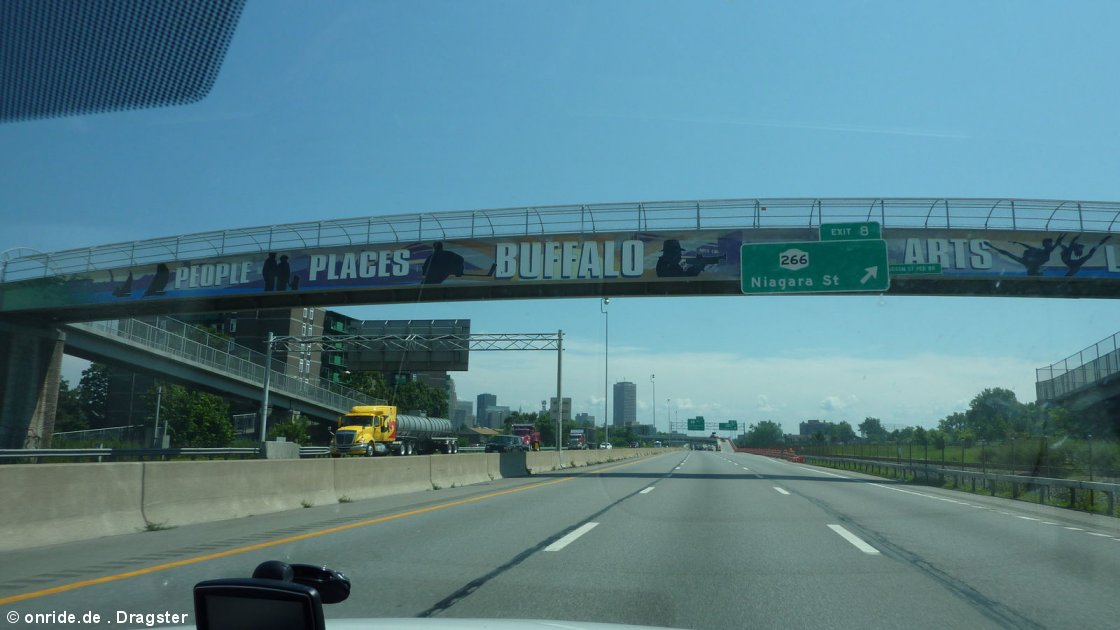 PEOPLE PLACES BUFFALO ARTS
EXIT 8
266
Niagara St
© onride.de . Dragster